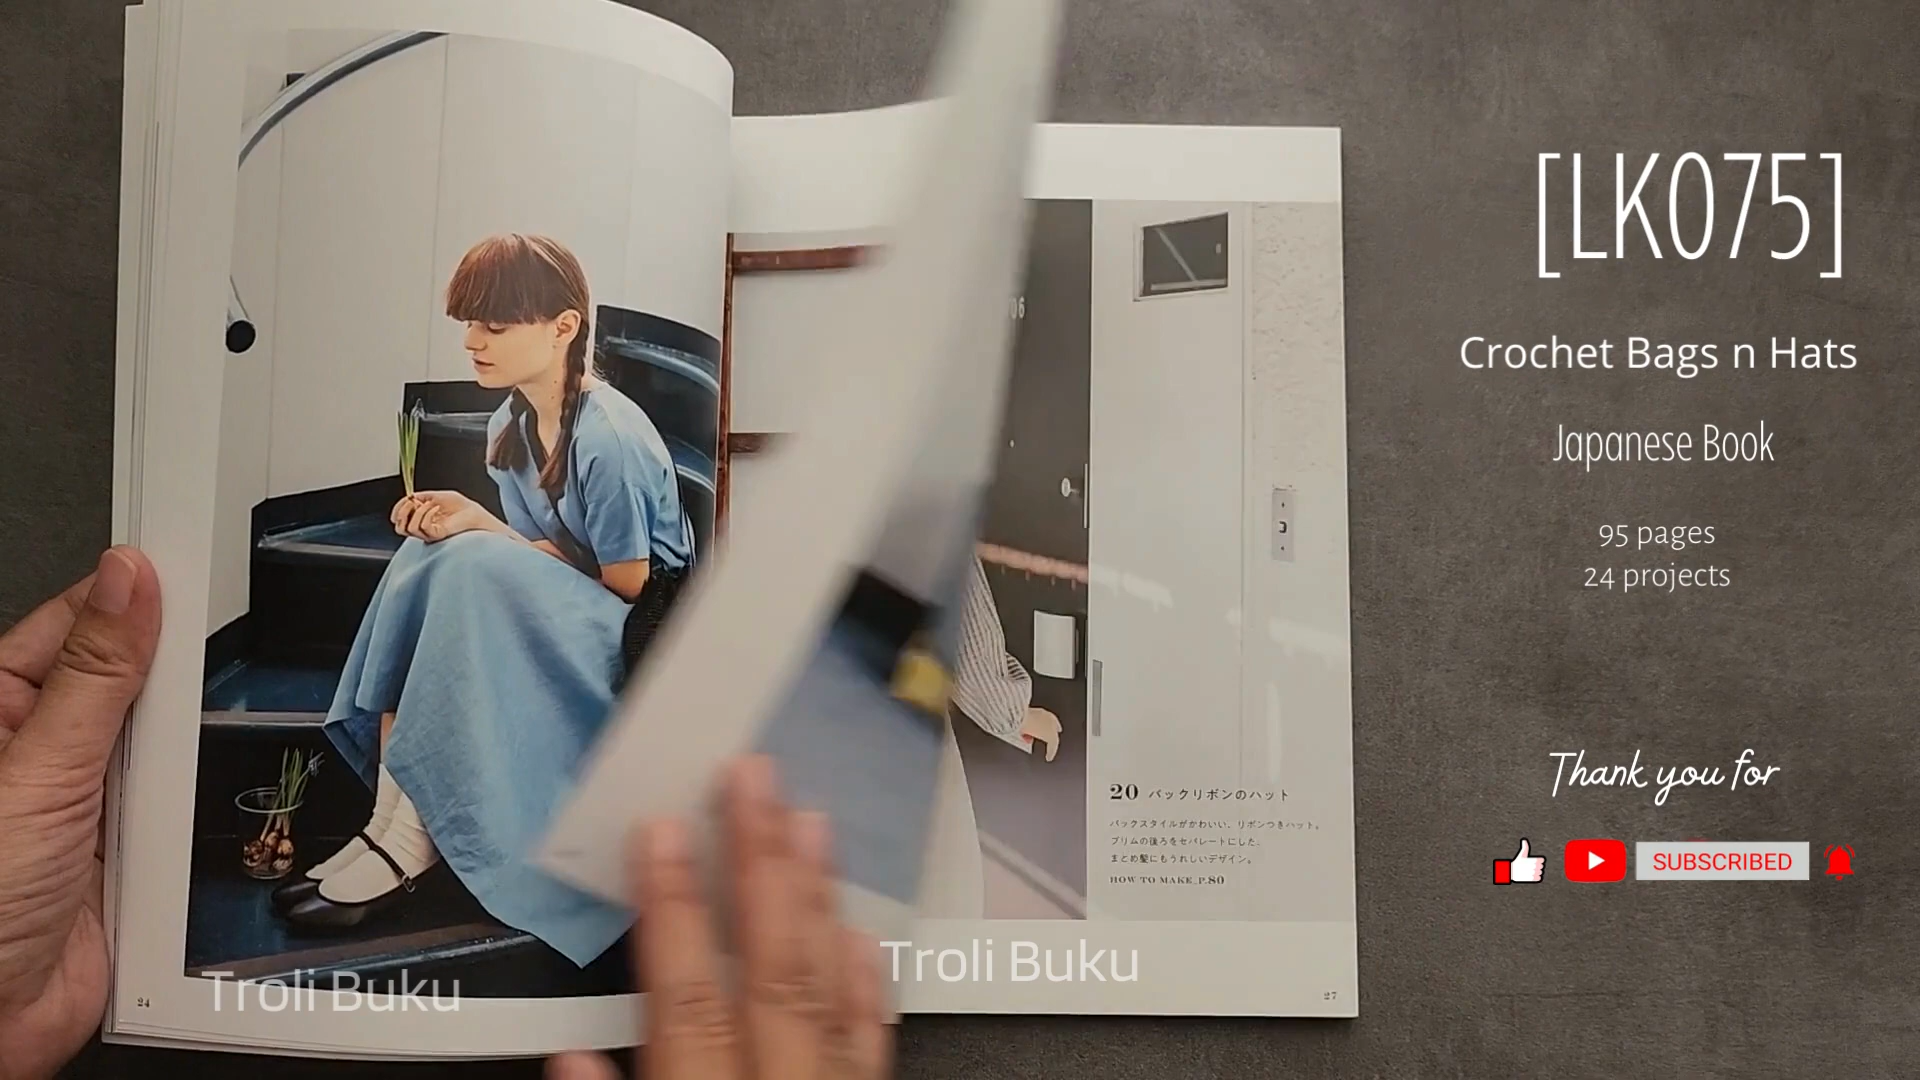 [LK075]
Crochet Bags n Hats
Japanese Book
95 pages
24 projects
Thank you for
SUBSCRIBED
20 バックリボンのハット
バックスタイルがかわいい、リボンつきハット。
ブリムの後ろをセパレートにした、
まとめ髪にもうれしいデザイン。
HOW TO MAKE_P.80
Troli Buku
Troli Buku
24
27